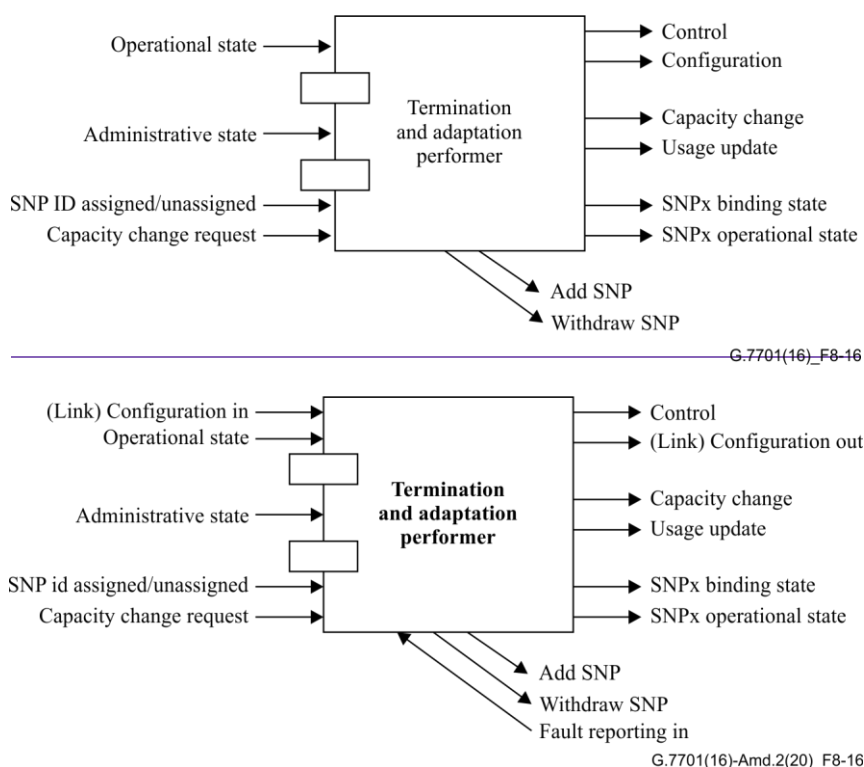 Operational state
Control
Configuration
Administrative state
Termination
and adaptation
performer
Capacity change
Usage update
SNP ID assigned/unassigned
Capacity change request
SNPx binding state
SNPx operational state
Add SNP
Withdraw SNP
G.7701(16)_F8-16
(Link) Configuration in
Operational state
Control
(Link) Configuration out
Administrative state
Termination
and adaptation
performer
Capacity change
Usage update
SNP id assigned/unassigned
Capacity change request
SNPx binding state
SNPx operational state
Add SNP
Withdraw SNP
Fault reporting in
G.7701(16)-Amd.2(20)_F8-16